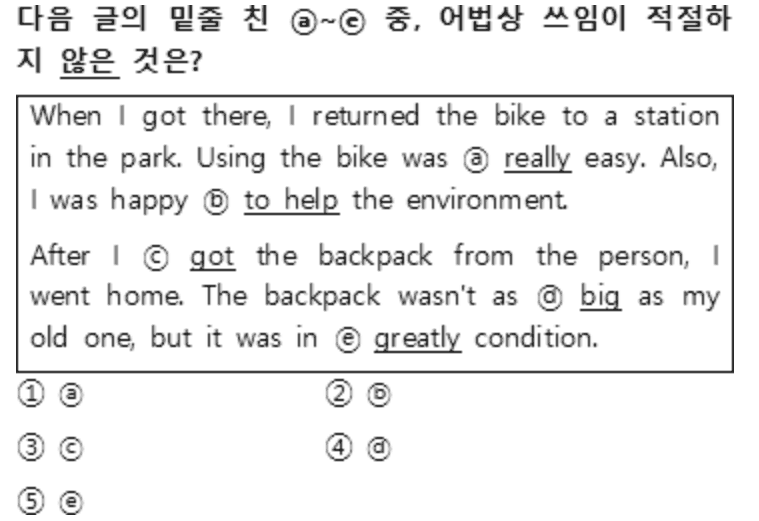 다음 글의 밑줄 친 ⓐ~ⓔ 중, 어법상 쓰임이 적절하
지 않은 것은?
When I got there, I returned the bike to a station
in the park. Using the bike was ⓐ really easy. Also,
I was happy ⓑ to help the environment.
After I ⓒ got the backpack from the person, I
went home. The backpack wasn't as ⓓ big as my
old one, but it was in ⓔ greatly condition.
① ⓐ ② ⓑ
③ ⓒ ④ ⓓ
⑤ ⓔ